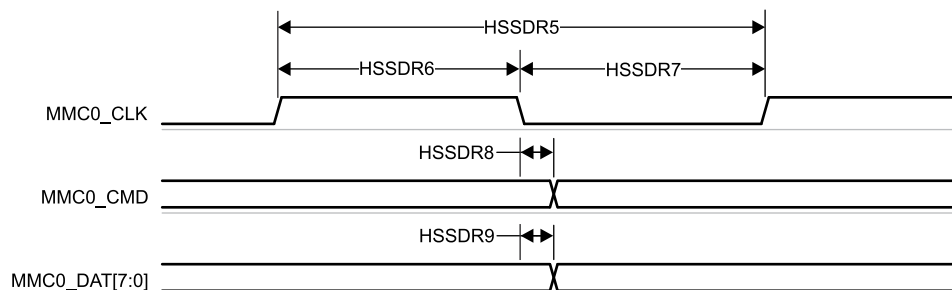 HSSDR5
HSSDR6
HSSDR7
MMC0_CLK
HSSDR8
MMC0_CMD
HSSDR9
MMC0_DAT[7:0]